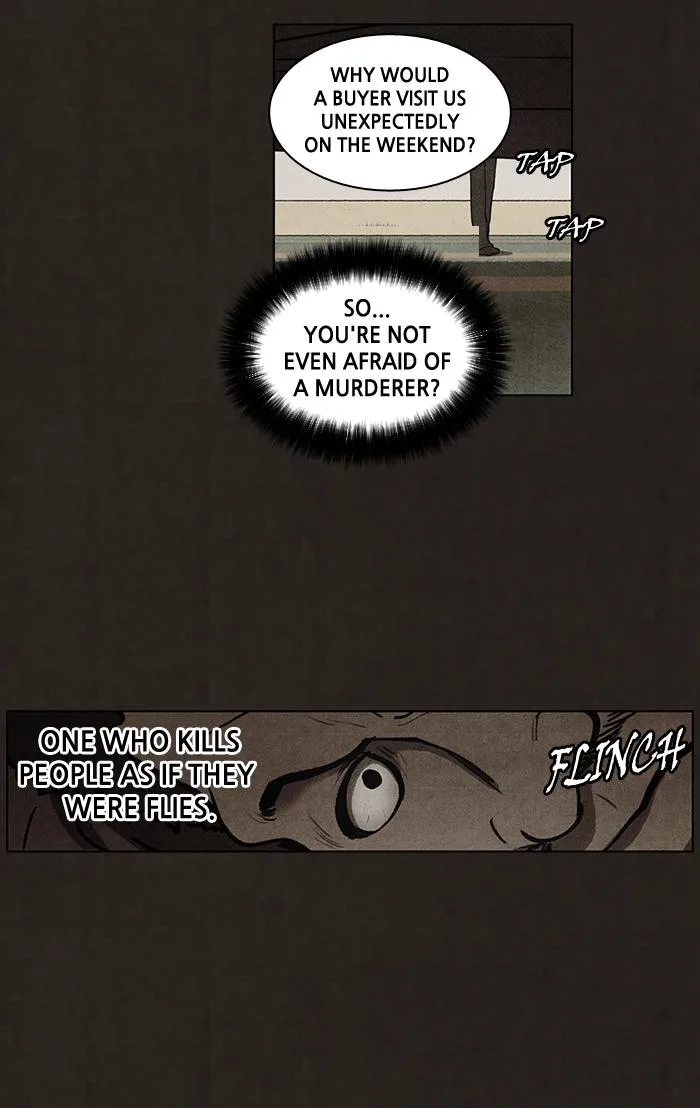 WHY WOULD
A BUYER VISIT US
UNEXPECTEDLY
ON THE WEEKEND?
TAP
TAP
SO...
YOU'RE NOT
EVEN AFRAID OF
A MURDERER?
ONE WHO KILLS
PEOPLE AS IF THEY
WERE FLIES.
FLINCH